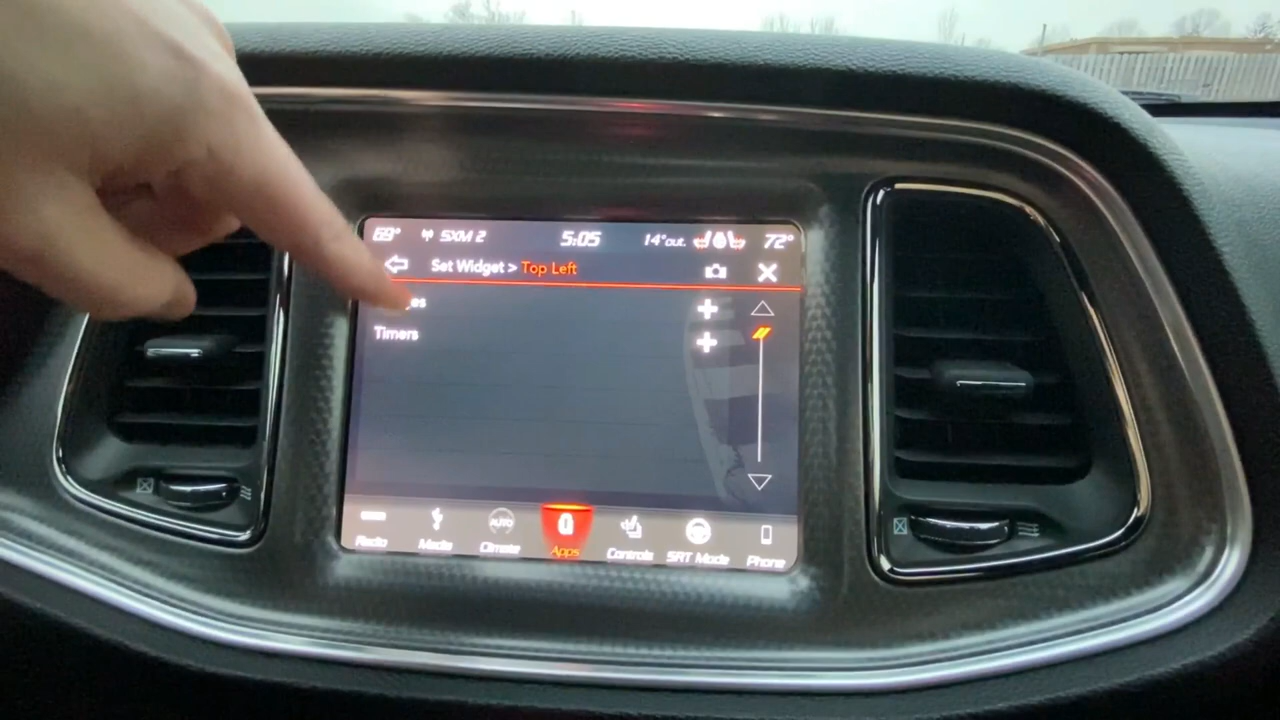 69° SXM 2 5:05 14°out. 72°
Set Widget > Top Left
Timers
Radio Media AUTO Climate Apps Controls SRT Mode Phone